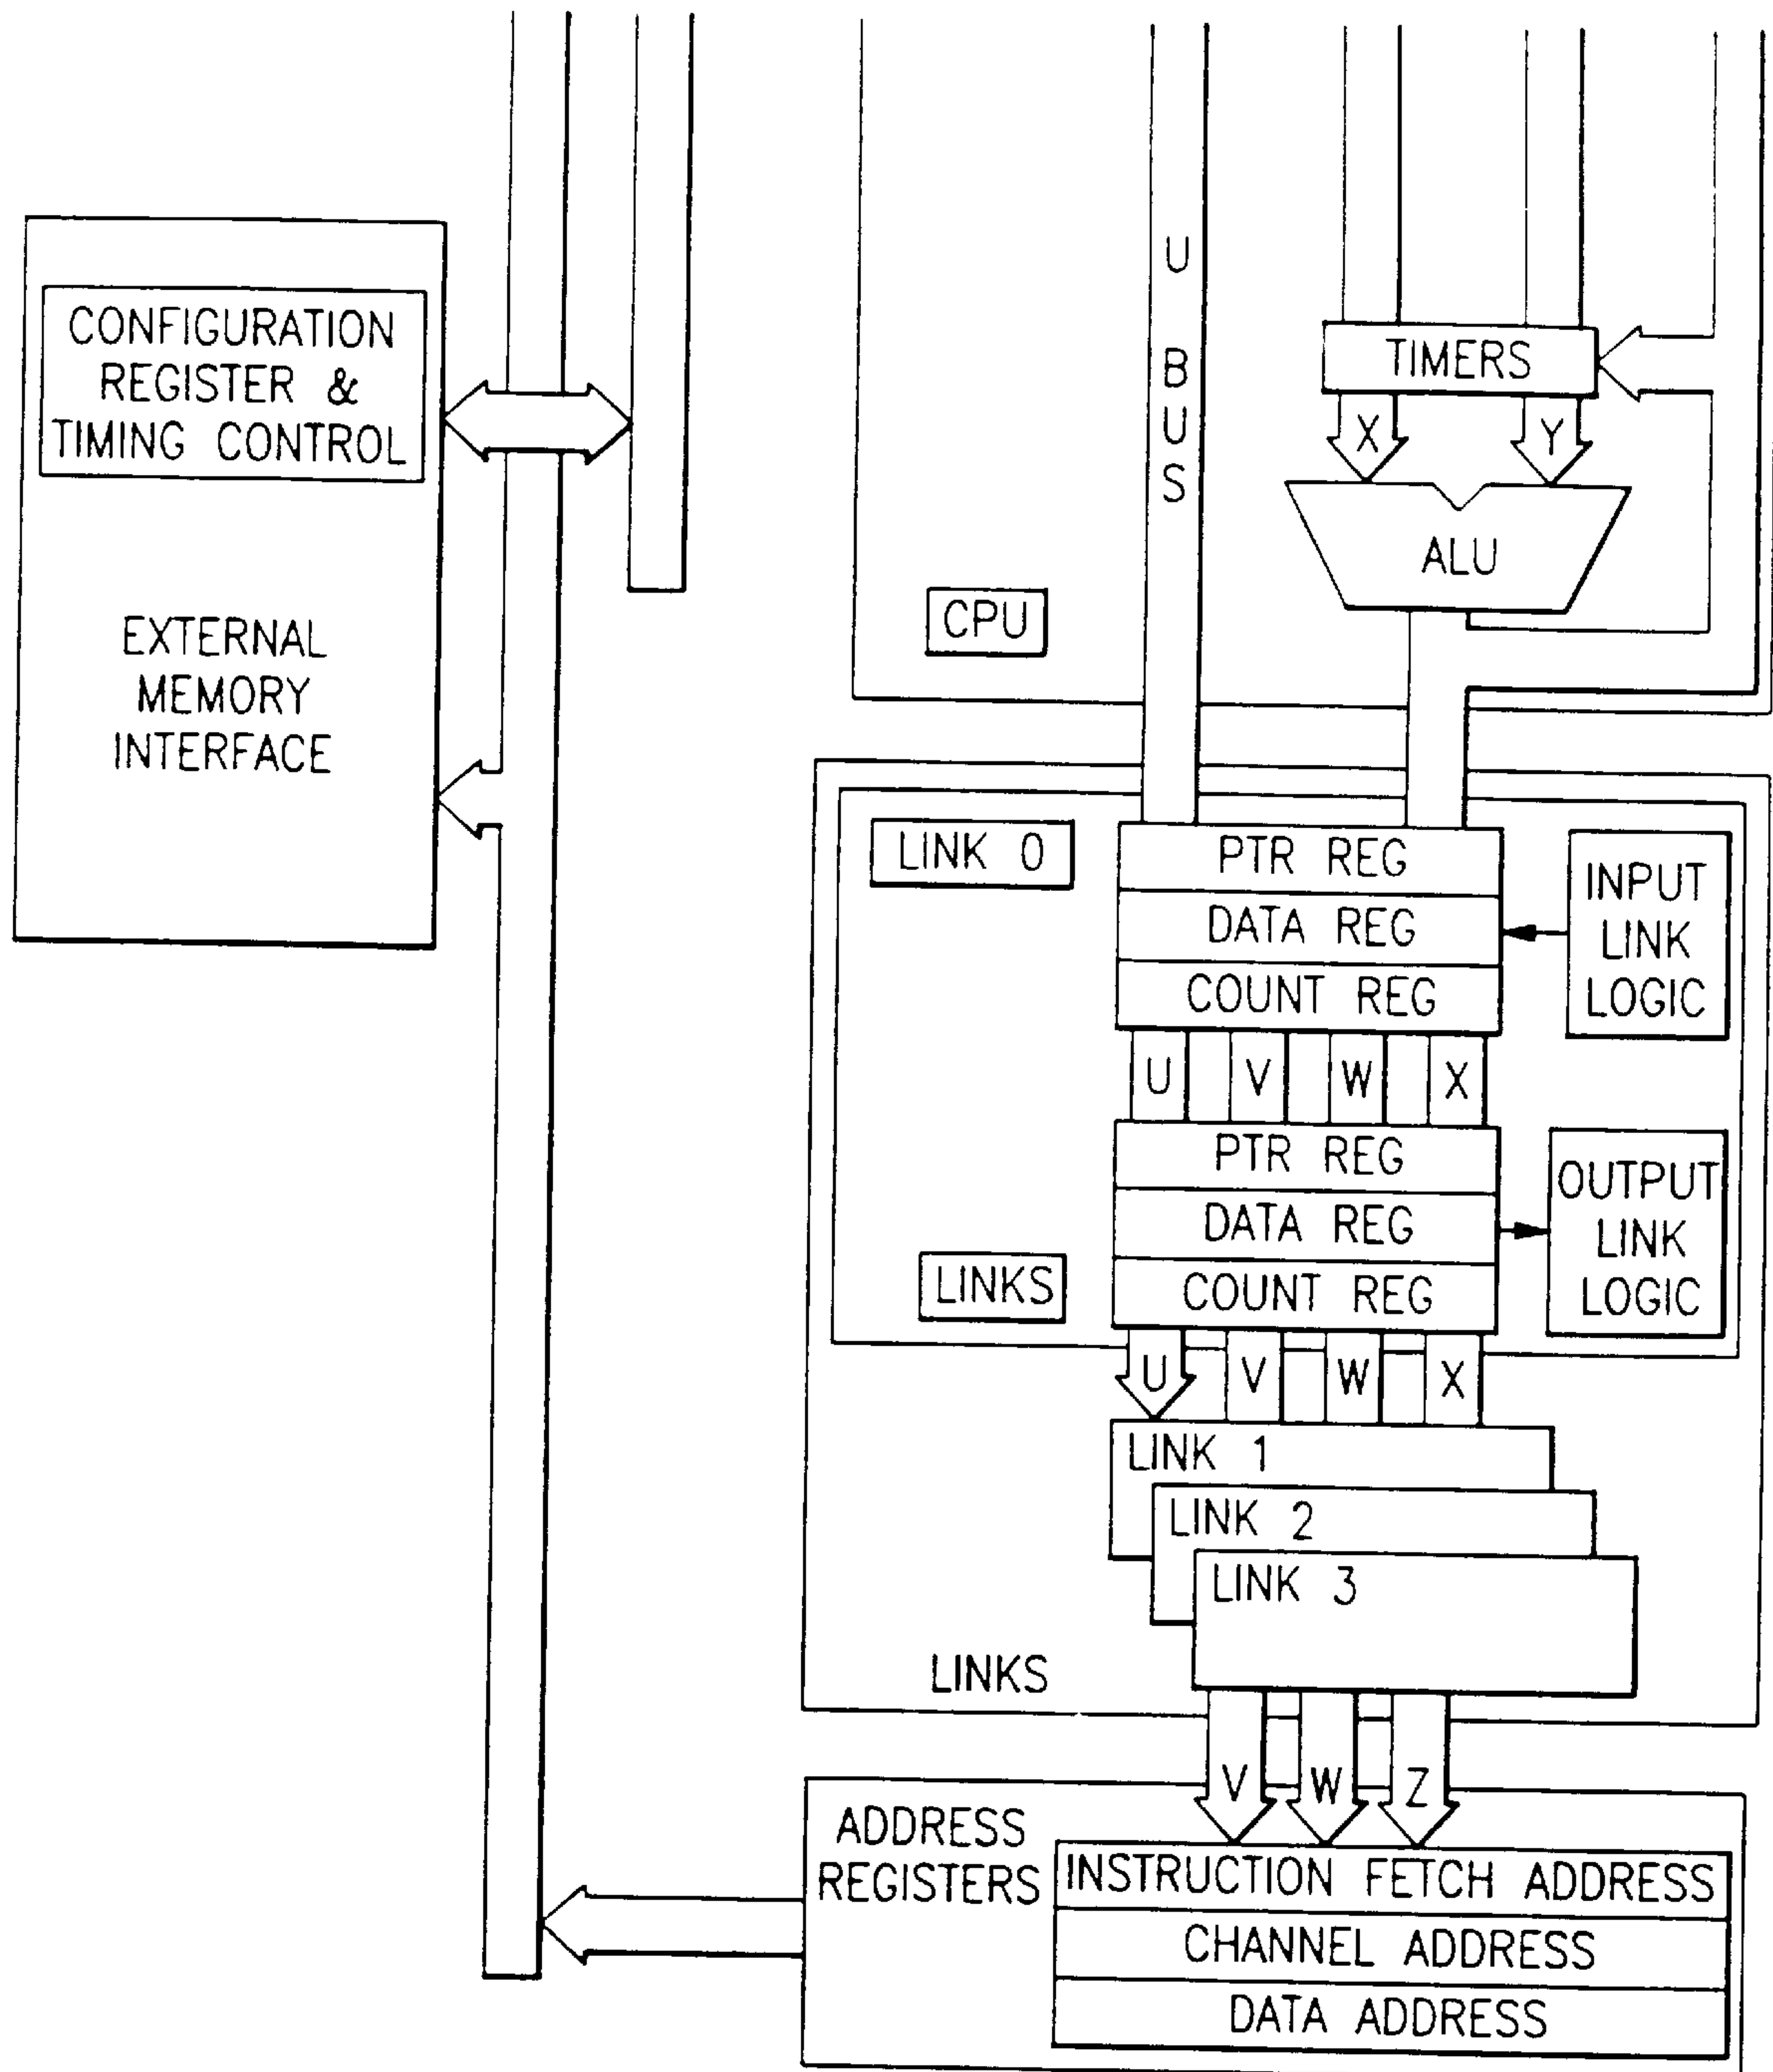 CONFIGURATION
REGISTER &
TIMING CONTROL
EXTERNAL
MEMORY
INTERFACE
U BUS
TIMERS
X
Y
ALU
CPU
LINK 0
PTR REG
DATA REG
COUNT REG
INPUT
LINK
LOGIC
U
V
W
X
PTR REG
DATA REG
COUNT REG
OUTPUT
LINK
LOGIC
LINKS
U
V
W
X
LINK 1
LINK 2
LINK 3
LINKS
V
W
Z
ADDRESS
REGISTERS
INSTRUCTION FETCH ADDRESS
CHANNEL ADDRESS
DATA ADDRESS